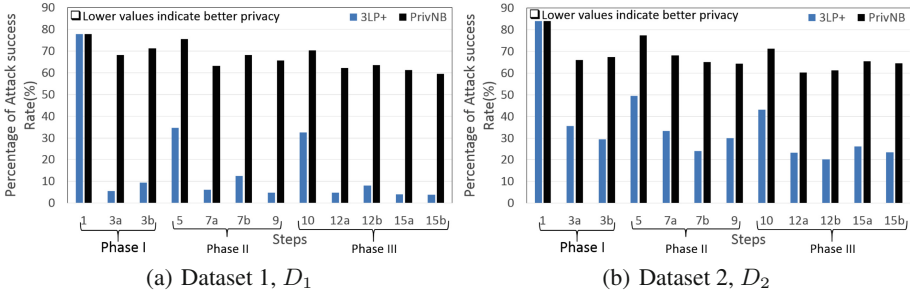 Lower values indicate better privacy
3LP+ PrivNB
Percentage of Attack success
Rate(%)
90
80
70
60
50
40
30
20
10
0
1 3a 3b 5 7a 7b 9 10 12a 12b 15a 15b
Steps
Phase I Phase II Phase III
(a) Dataset 1, D₁
Lower values indicate better privacy
3LP+ PrivNB
Percentage of Attack success
Rate(%)
90
80
70
60
50
40
30
20
10
0
1 3a 3b 5 7a 7b 9 10 12a 12b 15a 15b
Steps
Phase I Phase II Phase III
(b) Dataset 2, D₂